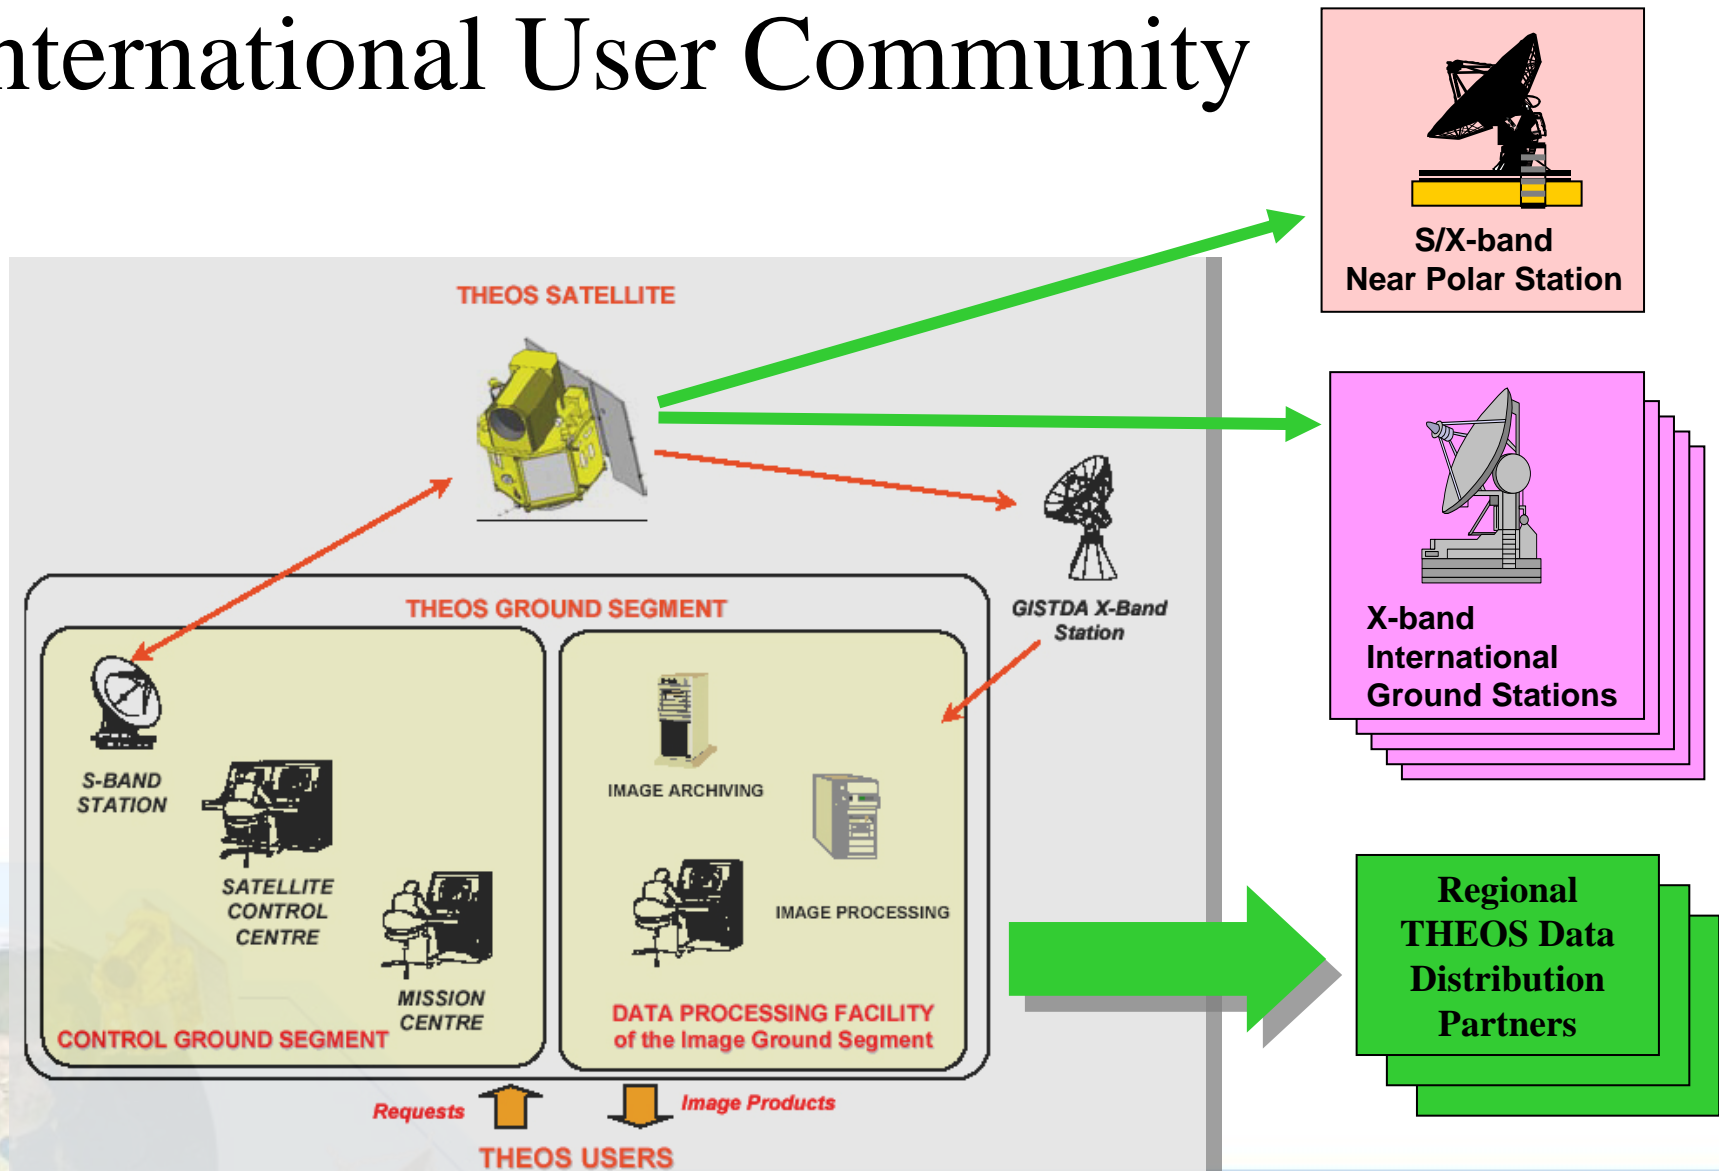 nternational User Community
S/X-band
Near Polar Station
THEOS SATELLITE
X-band
International
Ground Stations
GISTDA X-Band
Station
THEOS GROUND SEGMENT
S-BAND
STATION
SATELLITE
CONTROL
CENTRE
MISSION
CENTRE
CONTROL GROUND SEGMENT
IMAGE ARCHIVING
IMAGE PROCESSING
DATA PROCESSING FACILITY
of the Image Ground Segment
Regional
THEOS Data
Distribution
Partners
Requests
Image Products
THEOS USERS